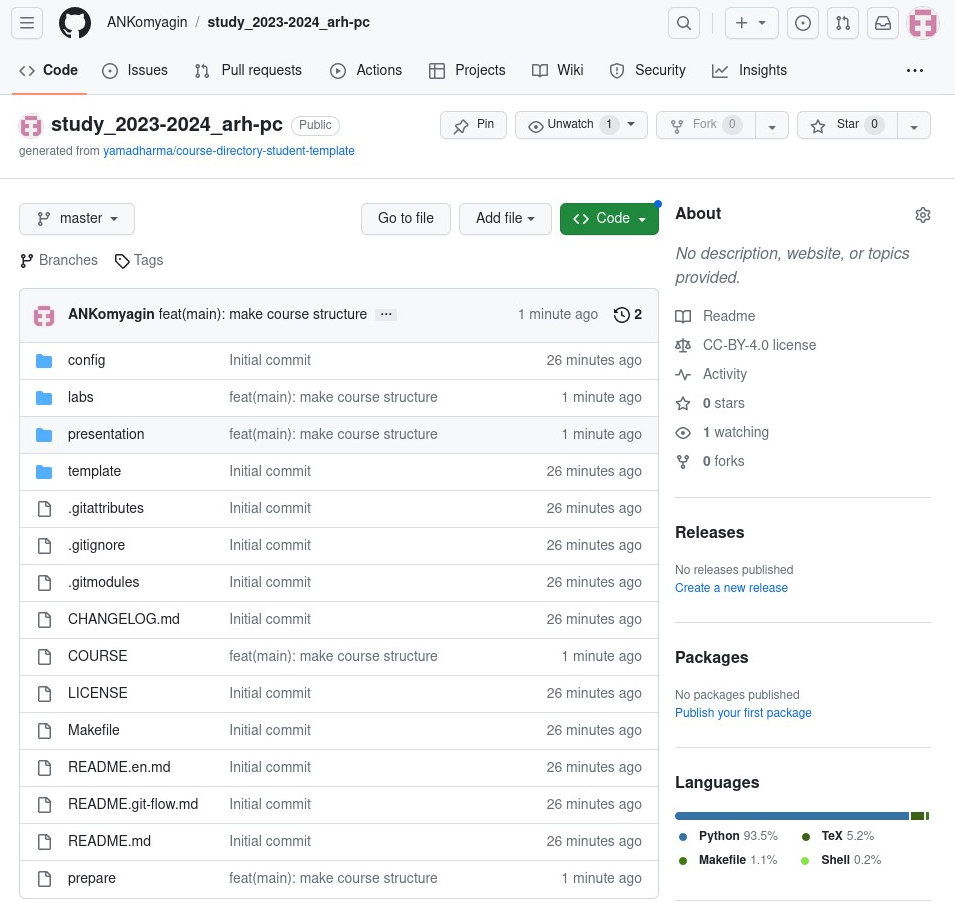 ANKomyagin / study_2023-2024_arh-pc
Code Issues Pull requests Actions Projects Wiki Security Insights
study_2023-2024_arh-pc Public
Pin Unwatch 1 Fork 0 Star 0
generated from yamadharma/course-directory-student-template
master Go to file Add file Code
Branches Tags
ANKomyagin feat(main): make course structure ... 1 minute ago 2
config Initial commit 26 minutes ago
labs feat(main): make course structure 1 minute ago
presentation feat(main): make course structure 1 minute ago
template Initial commit 26 minutes ago
.gitattributes Initial commit 26 minutes ago
.gitignore Initial commit 26 minutes ago
.gitmodules Initial commit 26 minutes ago
CHANGELOG.md Initial commit 26 minutes ago
COURSE feat(main): make course structure 1 minute ago
LICENSE Initial commit 26 minutes ago
Makefile Initial commit 26 minutes ago
README.en.md Initial commit 26 minutes ago
README.git-flow.md Initial commit 26 minutes ago
README.md Initial commit 26 minutes ago
prepare feat(main): make course structure 1 minute ago
About
No description, website, or topics
provided.
Readme
CC-BY-4.0 license
Activity
0 stars
1 watching
0 forks
Releases
No releases published
Create a new release
Packages
No packages published
Publish your first package
Languages
Python 93.5% TeX 5.2%
Makefile 1.1% Shell 0.2%